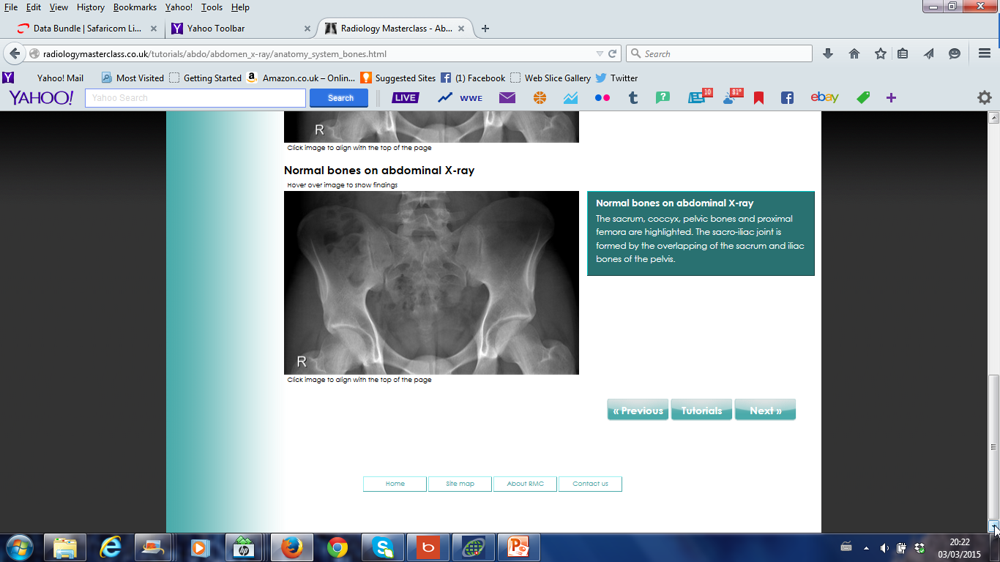 File Edit View History Bookmarks Yahoo! Tools Help
Data Bundle | Safaricom Li... Yahoo Toolbar Radiology Masterclass - Ab...
radiologymasterclass.co.uk/tutorials/abdo/abdomen_x-ray/anatomy_system_bones.html Search
Yahoo! Mail Most Visited Getting Started Amazon.co.uk – Onlin... Suggested Sites (1) Facebook Web Slice Gallery Twitter
YAHOO! Yahoo Search Search LIVE WWE 10 81° ebay
R
Click image to align with the top of the page
Normal bones on abdominal X-ray
Hover over image to show findings
Normal bones on abdominal X-ray
The sacrum, coccyx, pelvic bones and proximal
femora are highlighted. The sacro-iliac joint is
formed by the overlapping of the sacrum and iliac
bones of the pelvis.
R
Click image to align with the top of the page
« Previous Tutorials Next »
Home Site map About RMC Contact us
20:22
03/03/2015